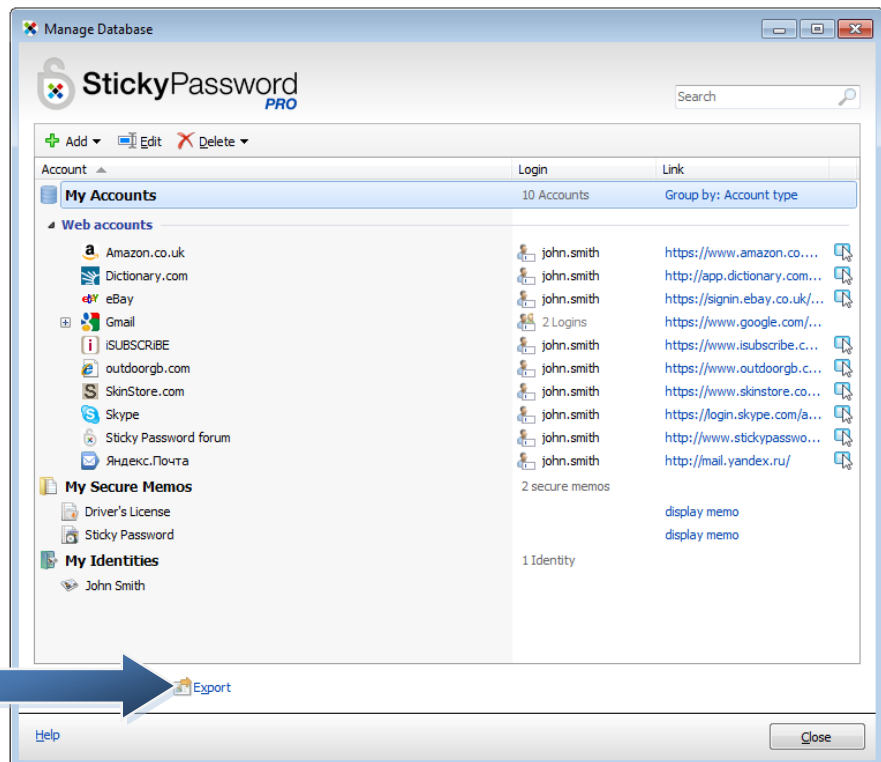 Manage Database
StickyPassword
PRO
Search
Add Edit Delete
Account Login Link
My Accounts 10 Accounts Group by: Account type
Web accounts
Amazon.co.uk john.smith https://www.amazon.co....
Dictionary.com john.smith http://app.dictionary.com...
eBay john.smith https://signin.ebay.co.uk/...
Gmail 2 Logins https://www.google.com/...
iSUBSCRiBE john.smith https://www.isubscribe.c...
outdoorgb.com john.smith https://www.outdoorgb.c...
SkinStore.com john.smith https://www.skinstore.co...
Skype john.smith https://login.skype.com/a...
Sticky Password forum john.smith http://www.stickypasswo...
Яндекс.Почта john.smith http://mail.yandex.ru/
My Secure Memos 2 secure memos
Driver's License display memo
Sticky Password display memo
My Identities 1 Identity
John Smith
Export
Help Close